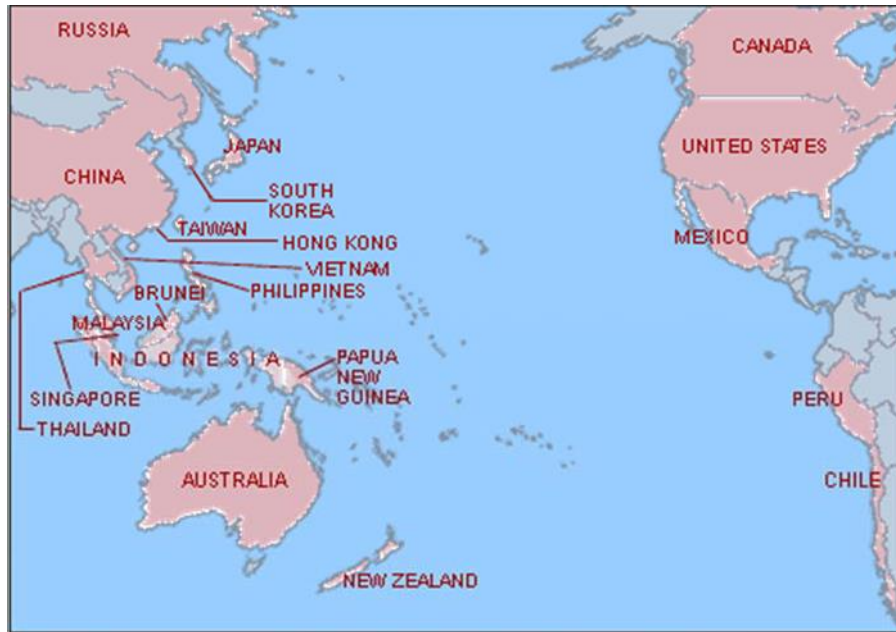 RUSSIA
CANADA
JAPAN
UNITED STATES
CHINA
SOUTH
KOREA
TAIWAN
HONG KONG
MEXICO
VIETNAM
BRUNEI
PHILIPPINES
MALAYSIA
INDONESIA
PAPUA
NEW
GUINEA
SINGAPORE
PERU
THAILAND
AUSTRALIA
CHILE
NEW ZEALAND